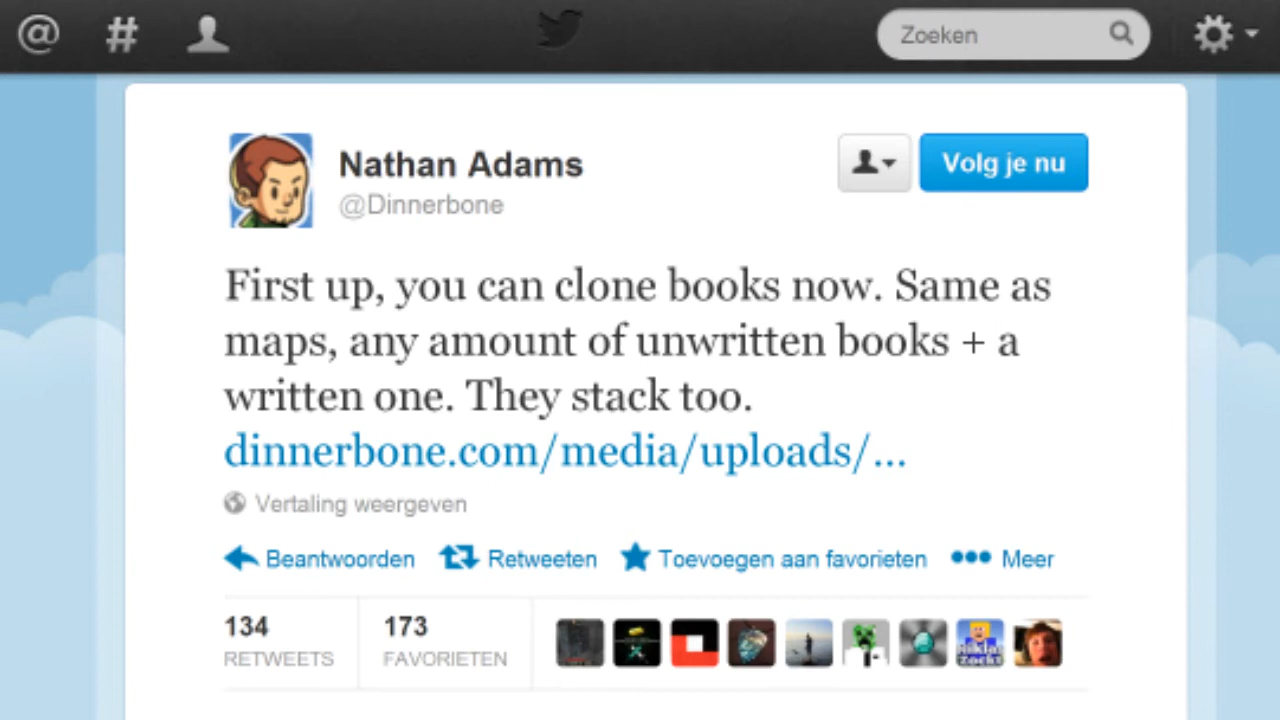 @ # Zoeken
Nathan Adams
@Dinnerbone
Volg je nu
First up, you can clone books now. Same as
maps, any amount of unwritten books + a
written one. They stack too.
dinnerbone.com/media/uploads/...
Vertaling weergeven
Beantwoorden Retweeten Toevoegen aan favorieten Meer
134 173
RETWEETS FAVORIETEN